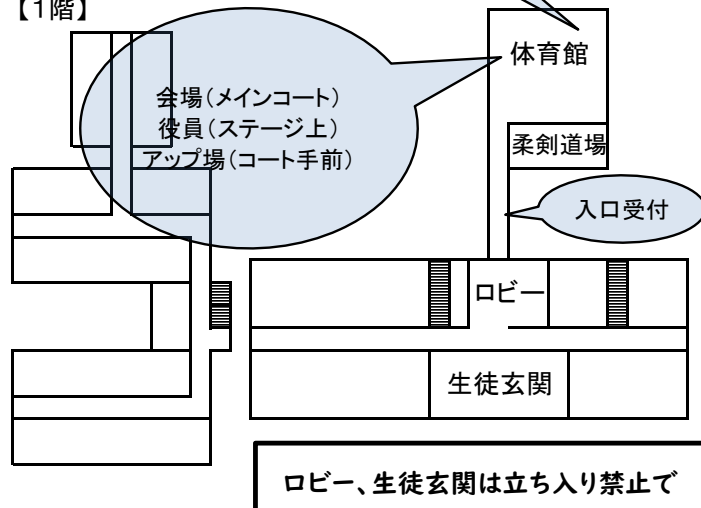 【1階】
体育館
会場(メインコート)
役員(ステージ上)
アップ場(コート手前)
柔剣道場
入口受付
ロビー
生徒玄関
ロビー、生徒玄関は立ち入り禁止で